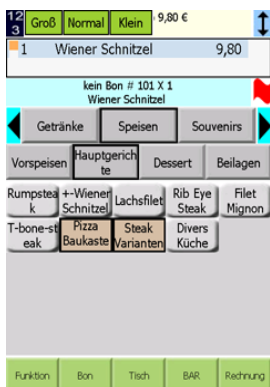 12
3
Groß Normal Klein 9,80 €
1 Wiener Schnitzel 9,80
kein Bon # 101 X 1
Wiener Schnitzel
Getränke Speisen Souvenirs
Vorspeisen Hauptgerich
te Dessert Beilagen
Rumpstea
k +-Wiener
Schnitzel Lachsfilet Rib Eye
Steak Filet
Mignon
T-bone-st
eak Pizza
Baukaste Steak
Varianten Divers
Küche
Funktion Bon Tisch BAR Rechnung